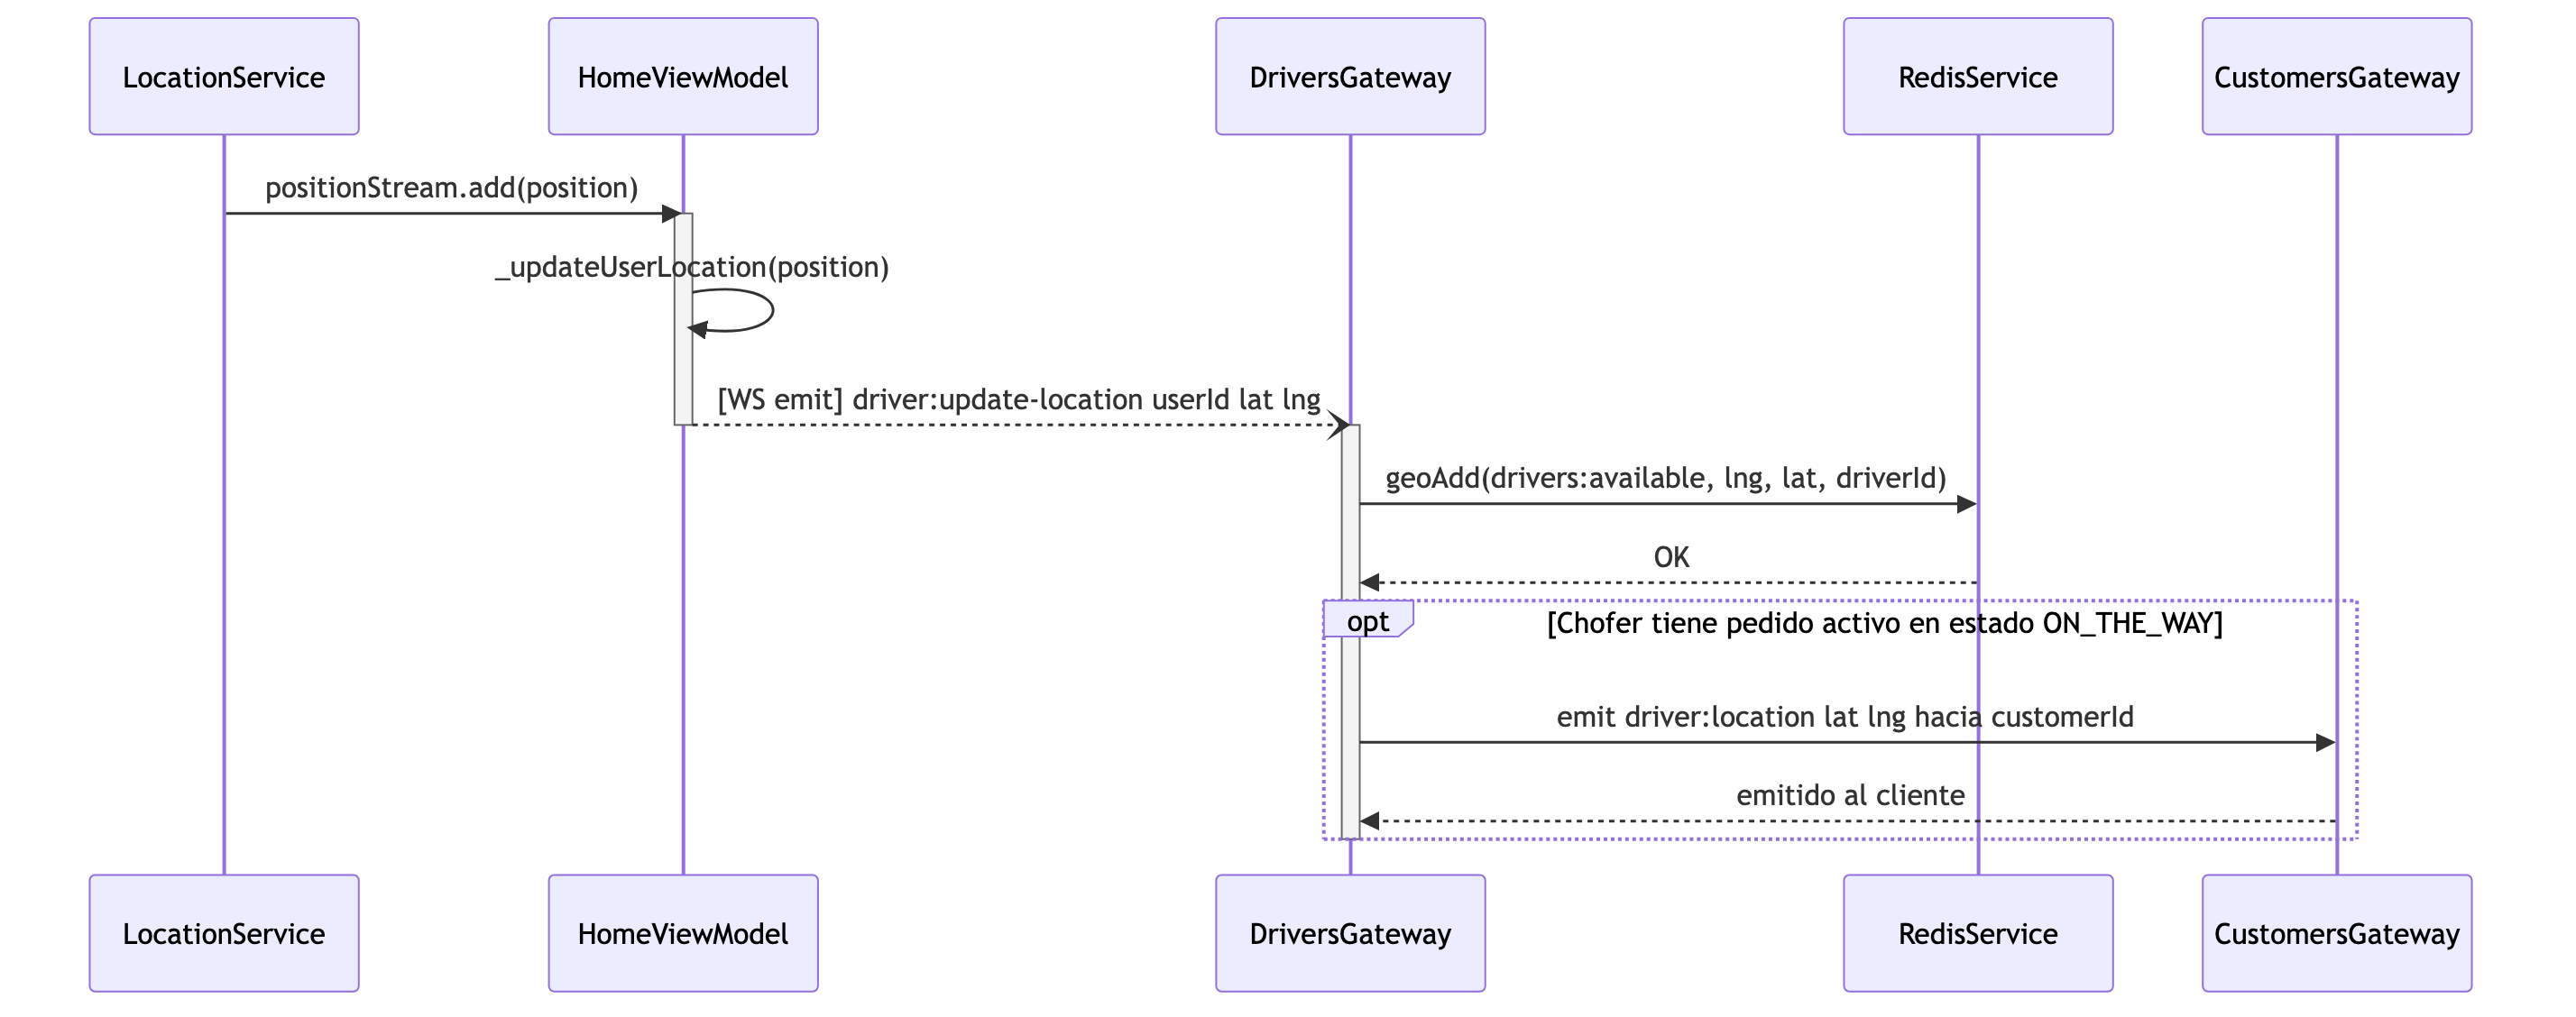 LocationService
HomeViewModel
DriversGateway
RedisService
CustomersGateway
positionStream.add(position)
_updateUserLocation(position)
[WS emit] driver:update-location userId lat lng
geoAdd(drivers:available, lng, lat, driverId)
OK
opt
[Chofer tiene pedido activo en estado ON_THE_WAY]
emit driver:location lat lng hacia customerId
emitido al cliente
LocationService
HomeViewModel
DriversGateway
RedisService
CustomersGateway